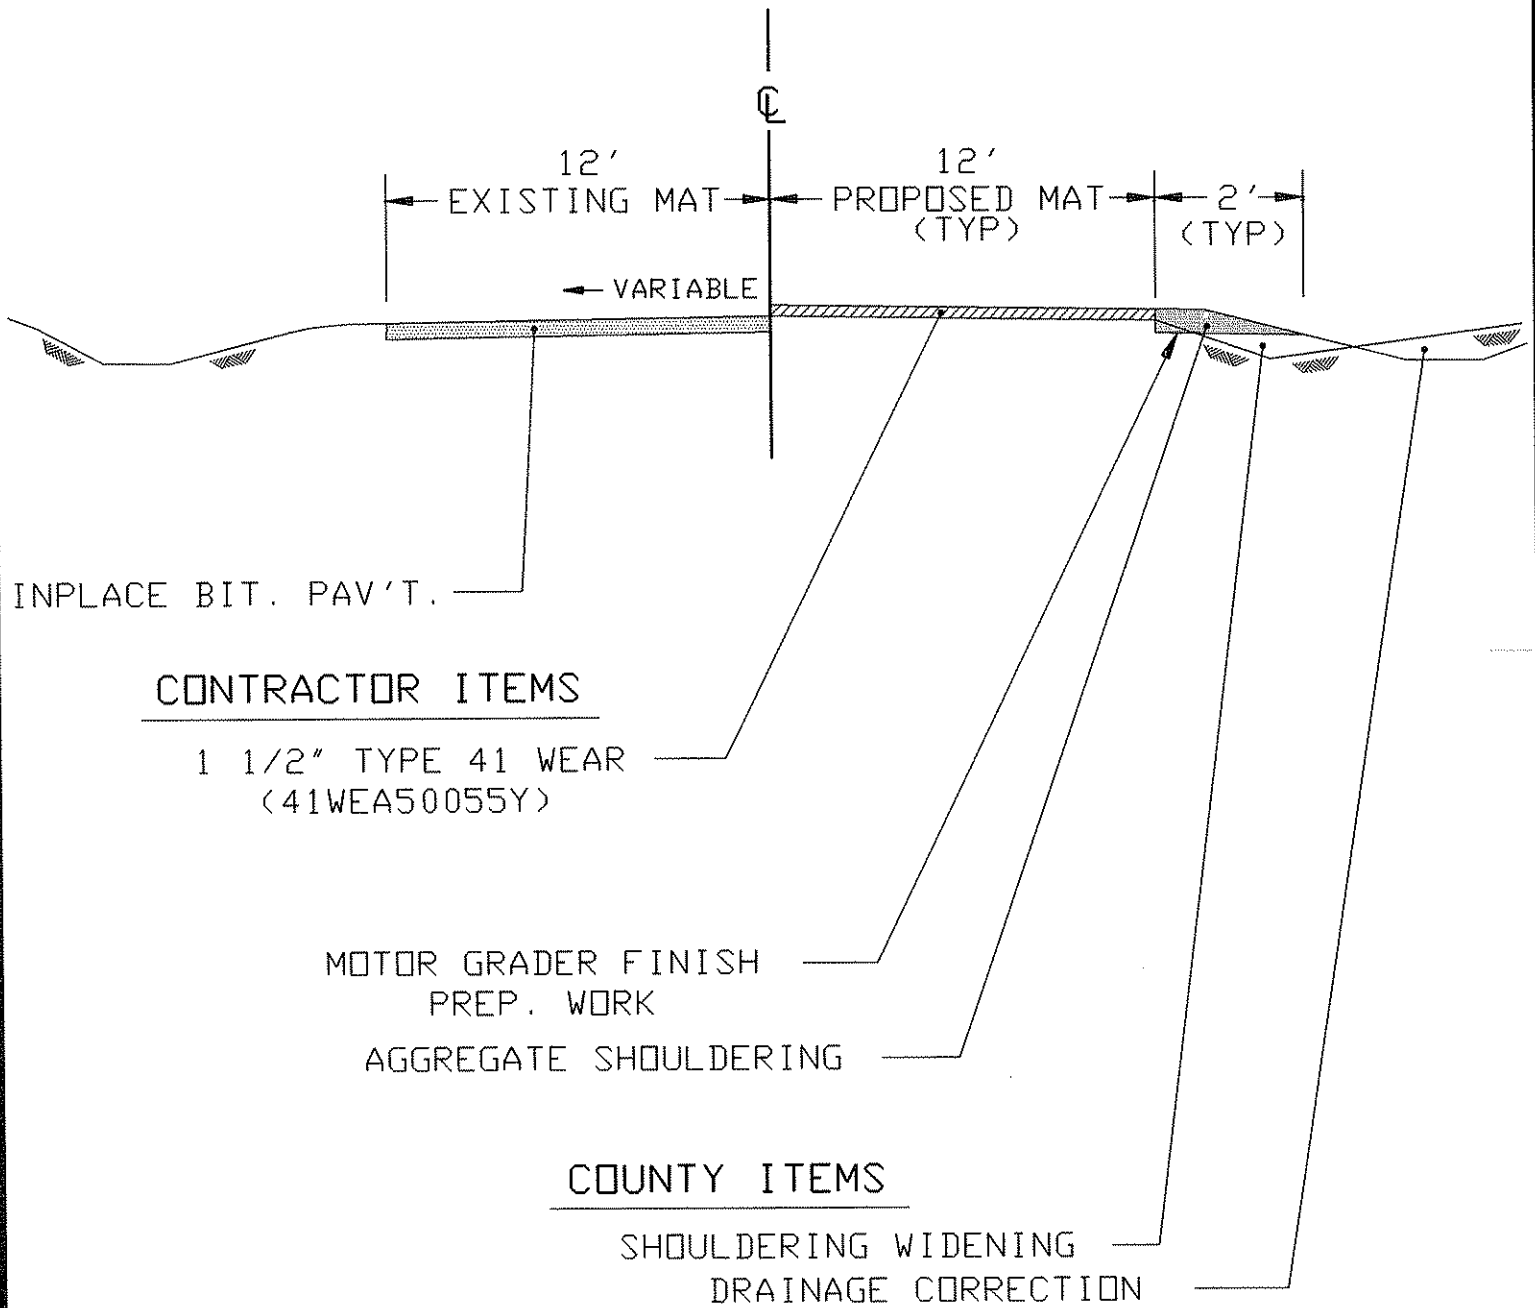 ℄
12'
EXISTING MAT
12'
PROPOSED MAT
(TYP)
2'
(TYP)
VARIABLE
INPLACE BIT. PAV'T.
CONTRACTOR ITEMS
1 1/2" TYPE 41 WEAR
(41WEA50055Y)
MOTOR GRADER FINISH
PREP. WORK
AGGREGATE SHOULDERING
COUNTY ITEMS
SHOULDERING WIDENING
DRAINAGE CORRECTION